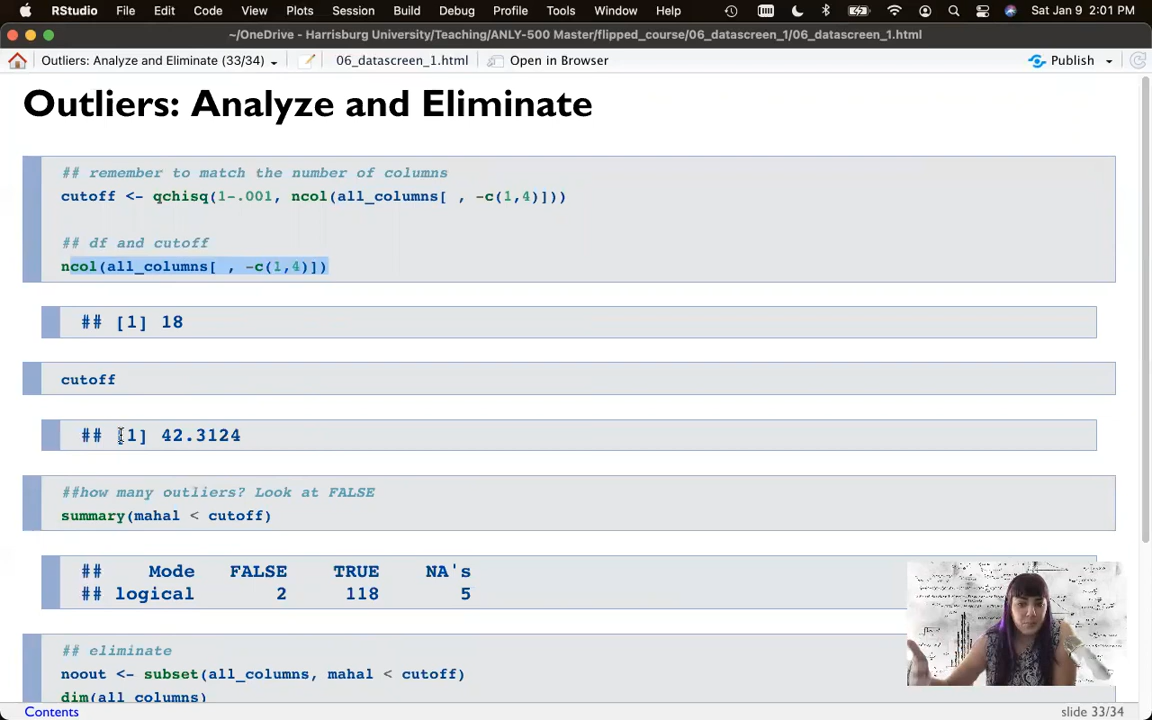 RStudio File Edit Code View Plots Session Build Debug Profile Tools Window Help Sat Jan 9 2:01 PM
~/OneDrive - Harrisburg University/Teaching/ANLY-500 Master/flipped_course/06_datascreen_1/06_datascreen_1.html
Outliers: Analyze and Eliminate (33/34) 06_datascreen_1.html Open in Browser Publish
Outliers: Analyze and Eliminate
## remember to match the number of columns
cutoff <- qchisq(1-.001, ncol(all_columns[ , -c(1,4)]))
## df and cutoff
ncol(all_columns[ , -c(1,4)])
## [1] 18
cutoff
## [1] 42.3124
##how many outliers? Look at FALSE
summary(mahal < cutoff)
## Mode FALSE TRUE NA's
## logical 2 118 5
## eliminate
noout <- subset(all_columns, mahal < cutoff)
dim(all_columns)
Contents slide 33/34